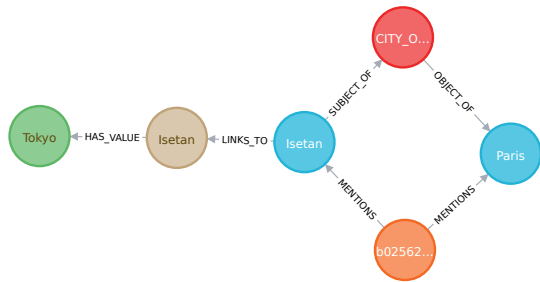 CITY_O...
SUBJECT_OF
OBJECT_OF
Tokyo
HAS_VALUE
Isetan
LINKS_TO
Isetan
Paris
MENTIONS
MENTIONS
b02562...